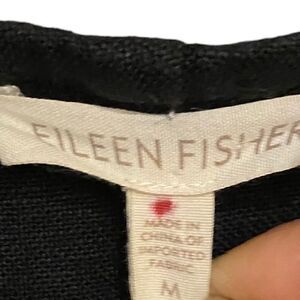 EILEEN FISHER
MADE IN
CHINA OF
IMPORTED
FABRIC
M